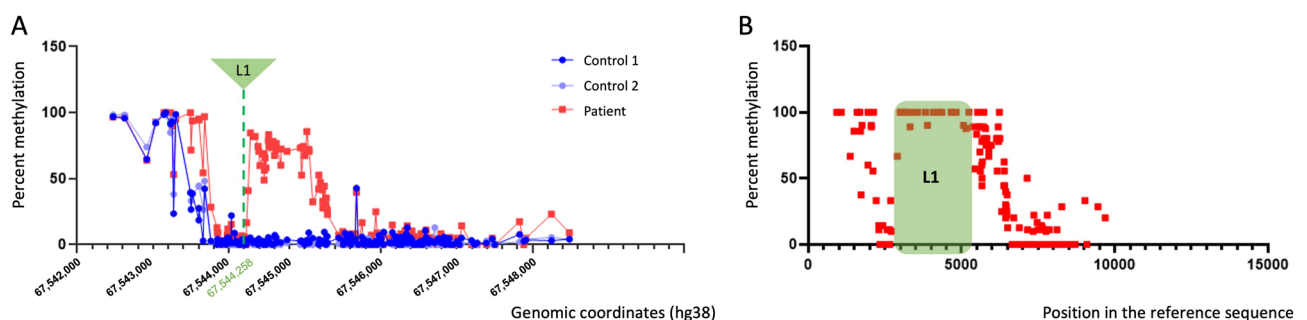 A
Percent methylation
150
100
50
0
L1
Control 1
Control 2
Patient
67,542,000
67,543,000
67,544,000
67,544,258
67,545,000
67,546,000
67,547,000
67,548,000
Genomic coordinates (hg38)
B
Percent methylation
150
100
50
0
L1
0
5000
10000
15000
Position in the reference sequence